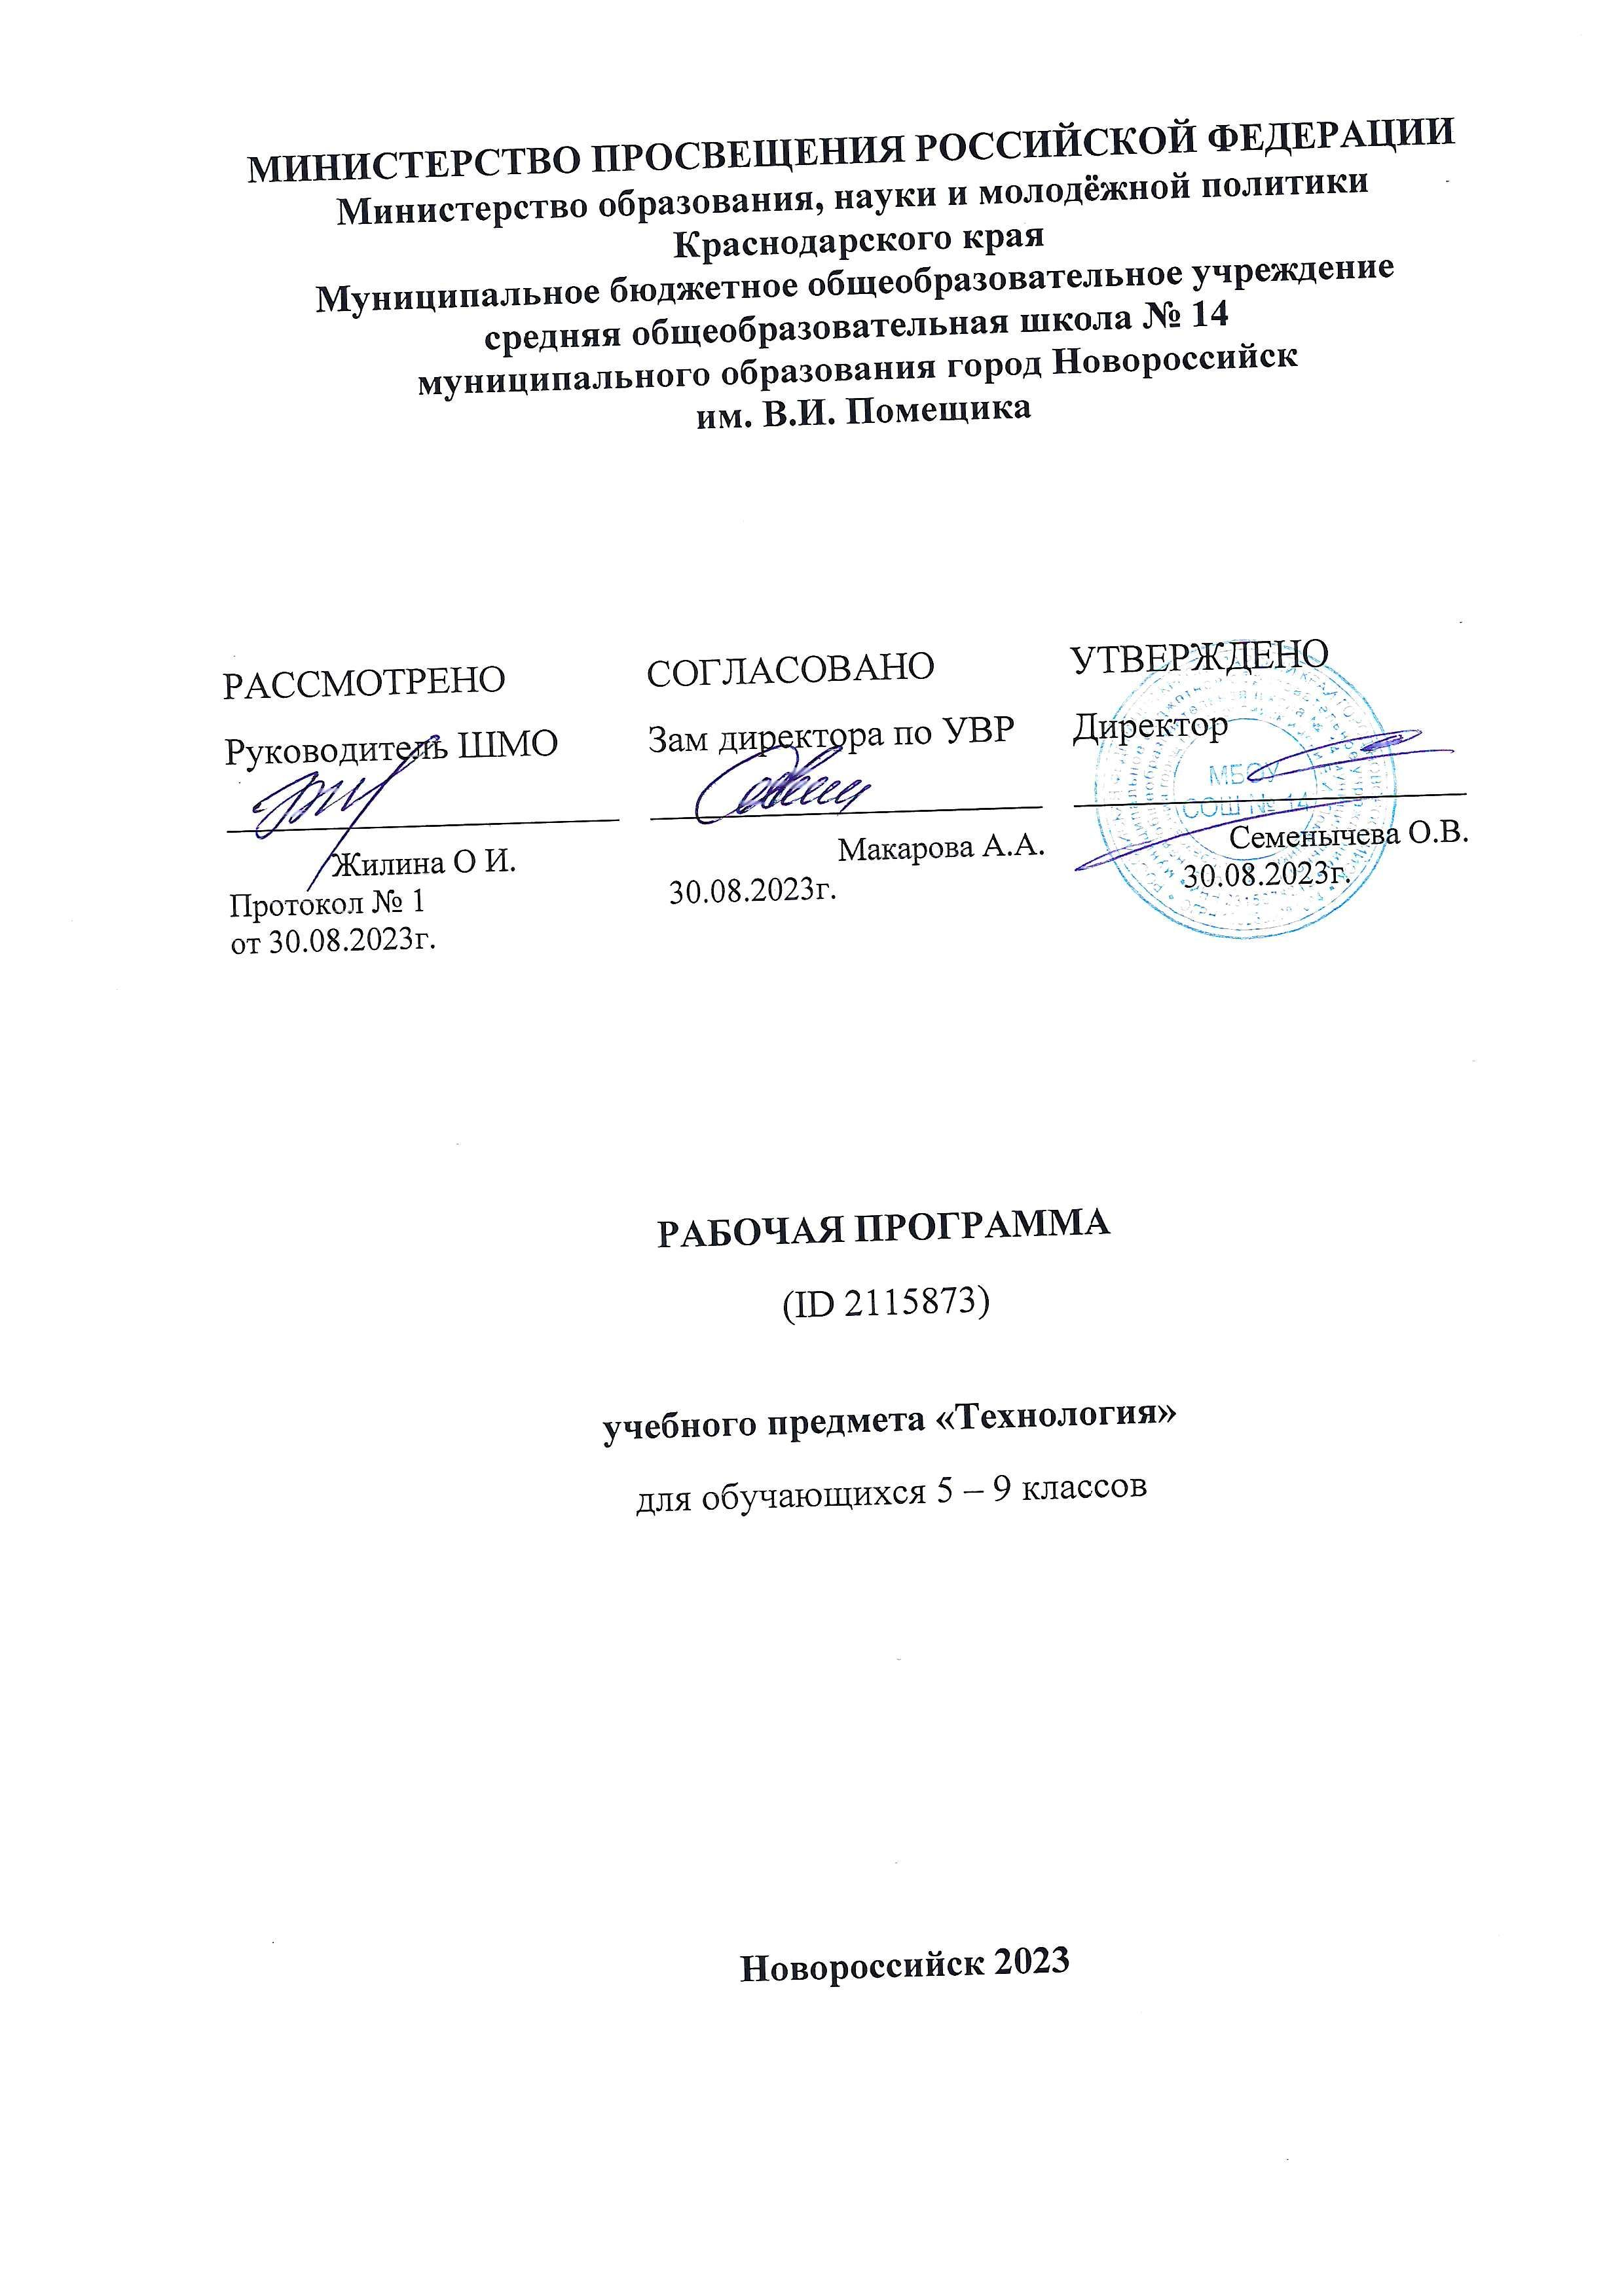 МИНИСТЕРСТВО ПРОСВЕЩЕНИЯ РОССИЙСКОЙ ФЕДЕРАЦИИ
Министерство образования, науки и молодёжной политики
Краснодарского края
Муниципальное бюджетное общеобразовательное учреждение
средняя общеобразовательная школа № 14
муниципального образования город Новороссийск
им. В.И. Помещика
РАССМОТРЕНО
Руководитель ШМО
Жилина О И.
Протокол № 1
от 30.08.2023г.
СОГЛАСОВАНО
Зам директора по УВР
Макарова А.А.
30.08.2023г.
УТВЕРЖДЕНО
Директор
МБОУ
СОШ № 14
Семенычева О.В.
30.08.2023г.
РАБОЧАЯ ПРОГРАММА
(ID 2115873)
учебного предмета «Технология»
для обучающихся 5 – 9 классов
Новороссийск 2023